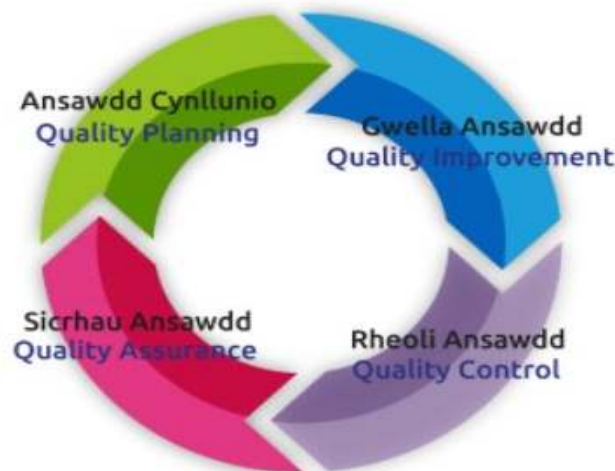 Ansawdd Cynllunio
Quality Planning
Gwella Ansawdd
Quality Improvement
Rheoli Ansawdd
Quality Control
Sicrhau Ansawdd
Quality Assurance